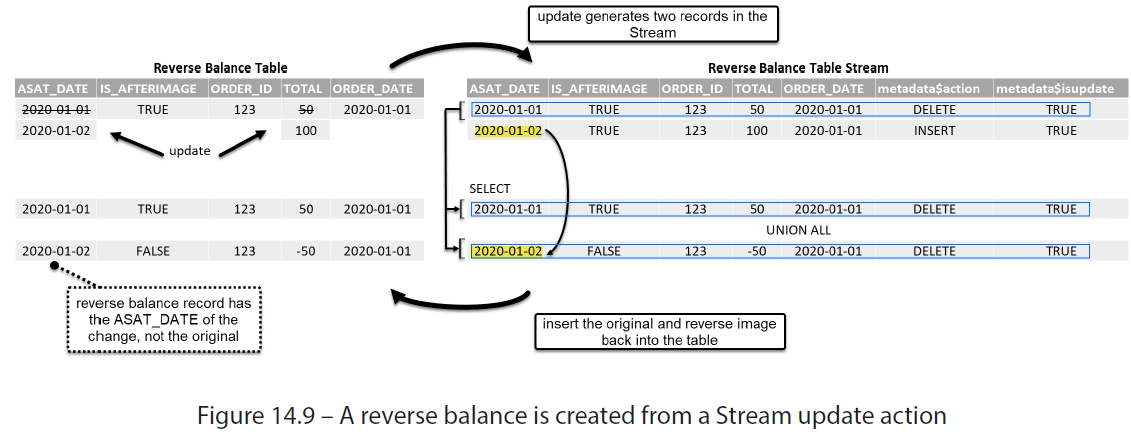 update generates two records in the
Stream
Reverse Balance Table
ASAT_DATE IS_AFTERIMAGE ORDER_ID TOTAL ORDER_DATE
2020-01-01 TRUE 123 50 2020-01-01
2020-01-02 100
update
2020-01-01 TRUE 123 50 2020-01-01
2020-01-02 FALSE 123 -50 2020-01-01
reverse balance record has
the ASAT_DATE of the
change, not the original
Reverse Balance Table Stream
ASAT_DATE IS_AFTERIMAGE ORDER_ID TOTAL ORDER_DATE metadata$action metadata$isupdate
2020-01-01 TRUE 123 50 2020-01-01 DELETE TRUE
2020-01-02 TRUE 123 100 2020-01-01 INSERT TRUE
SELECT
2020-01-01 TRUE 123 50 2020-01-01 DELETE TRUE
UNION ALL
2020-01-02 FALSE 123 -50 2020-01-01 DELETE TRUE
insert the original and reverse image
back into the table
Figure 14.9 – A reverse balance is created from a Stream update action